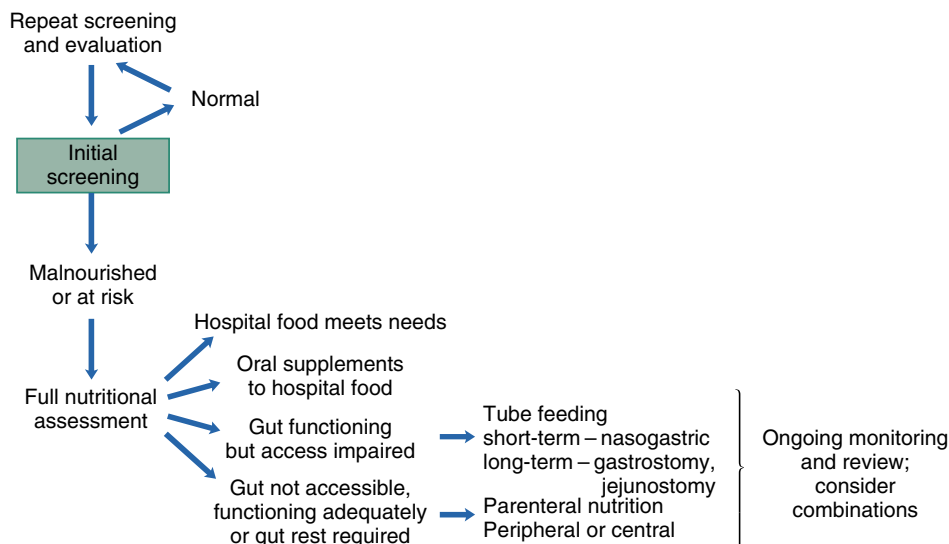 Repeat screening
and evaluation
Normal
Initial
screening
Malnourished
or at risk
Full nutritional
assessment
Hospital food meets needs
Oral supplements
to hospital food
Gut functioning
but access impaired
Gut not accessible,
functioning adequately
or gut rest required
Tube feeding
short-term – nasogastric
long-term – gastrostomy,
jejunostomy
Parenteral nutrition
Peripheral or central
Ongoing monitoring
and review;
consider
combinations